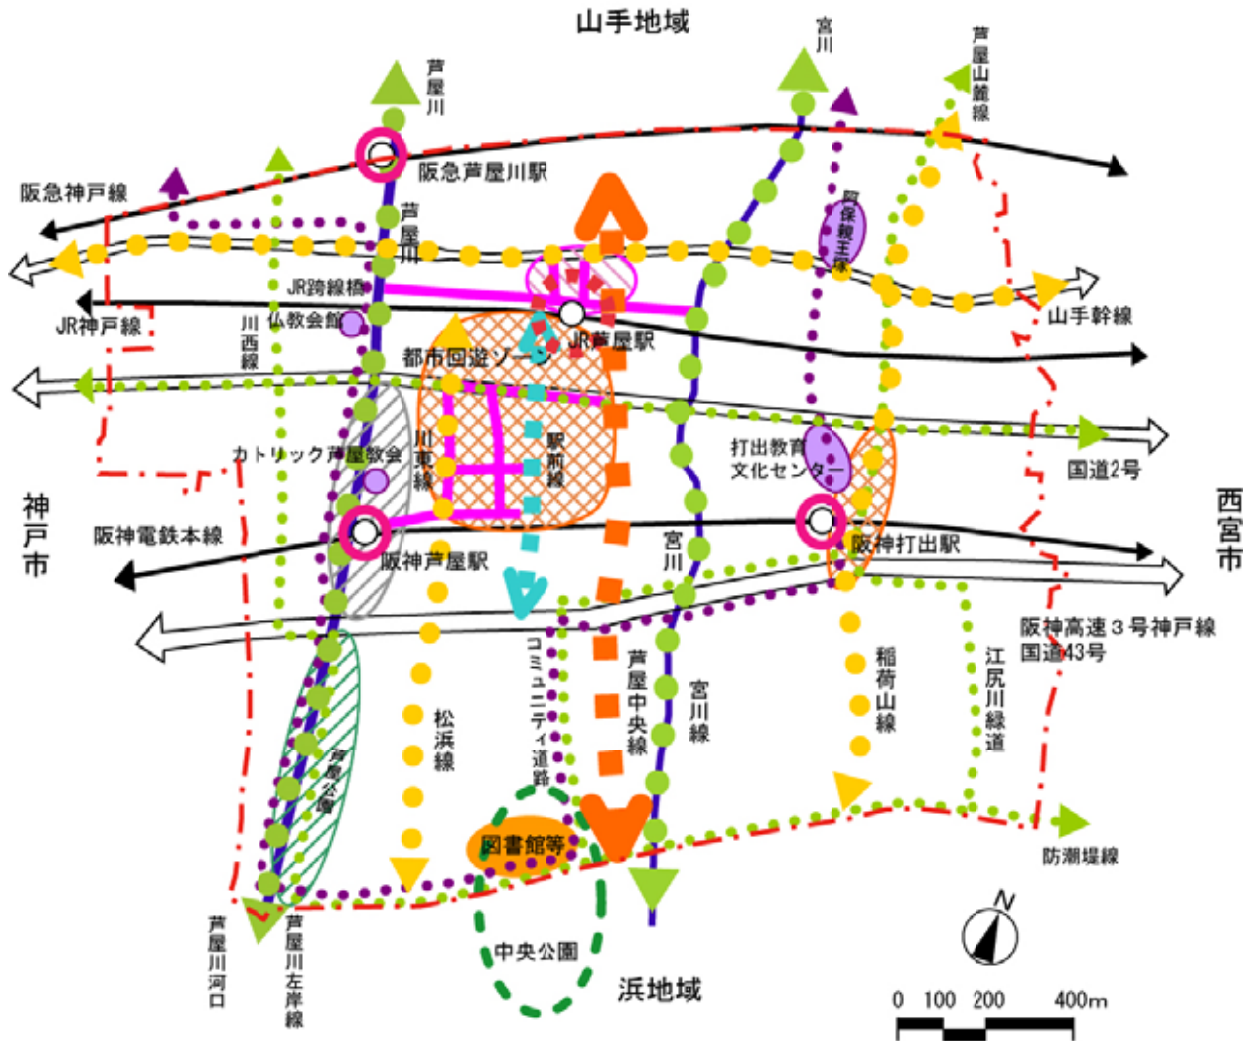 山手地域
芦屋川
宮川
芦屋山麓線
阪急芦屋川駅
阪急神戸線
芦屋川
阿保親王塚
JR跨線橋
JR神戸線
仏教会館
川西線
JR芦屋駅
山手幹線
都市回遊ゾーン
川東線
駅前線
カトリック芦屋教会
打出教育
文化センター
国道2号
神戸市
西宮市
阪神電鉄本線
阪神芦屋駅
宮川
阪神打出駅
阪神高速3号神戸線
国道43号
コミュニティ道路
芦屋中央線
宮川線
稲荷山線
江尻川緑道
松浜線
芦屋公園
図書館等
防潮堤線
芦屋川河口
芦屋川左岸線
中央公園
浜地域
N
0 100 200 400m